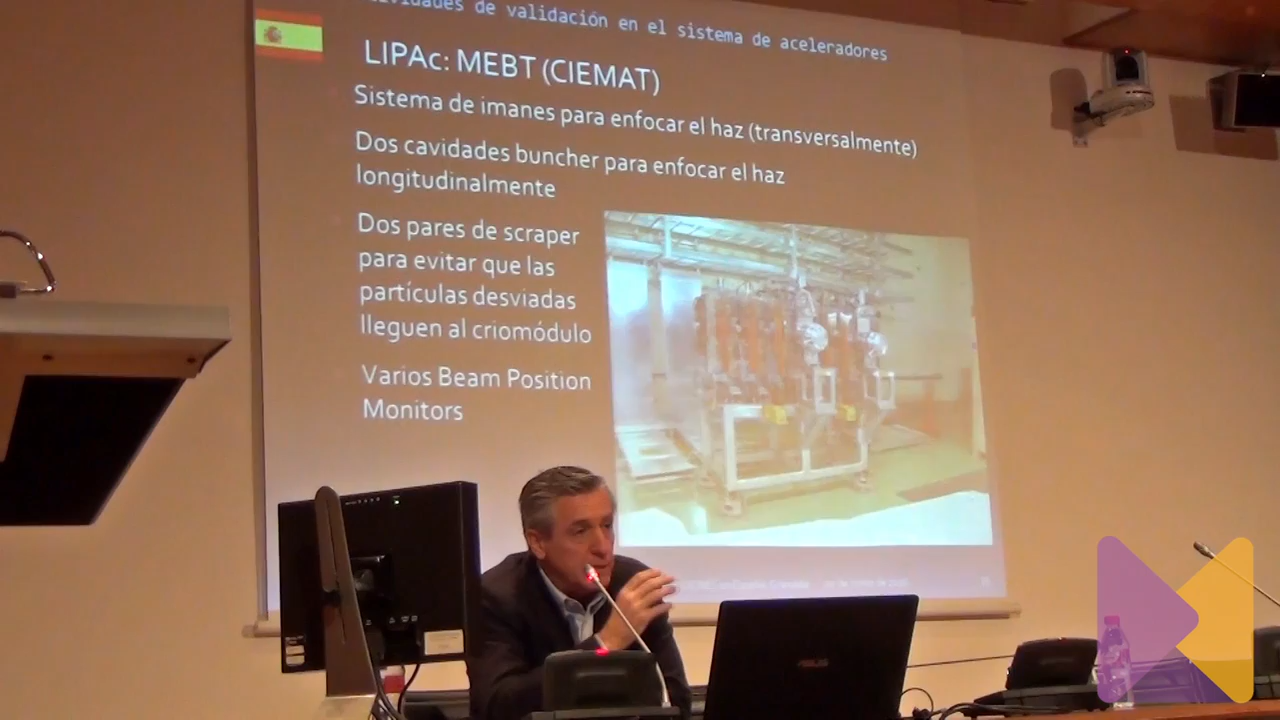 de validación en el sistema de aceleradores
LIPAc: MEBT (CIEMAT)
Sistema de imanes para enfocar el haz (transversalmente)
Dos cavidades buncher para enfocar el haz
longitudinalmente
Dos pares de scraper
para evitar que las
partículas desviadas
lleguen al criomódulo
Varios Beam Position
Monitors
ASUS